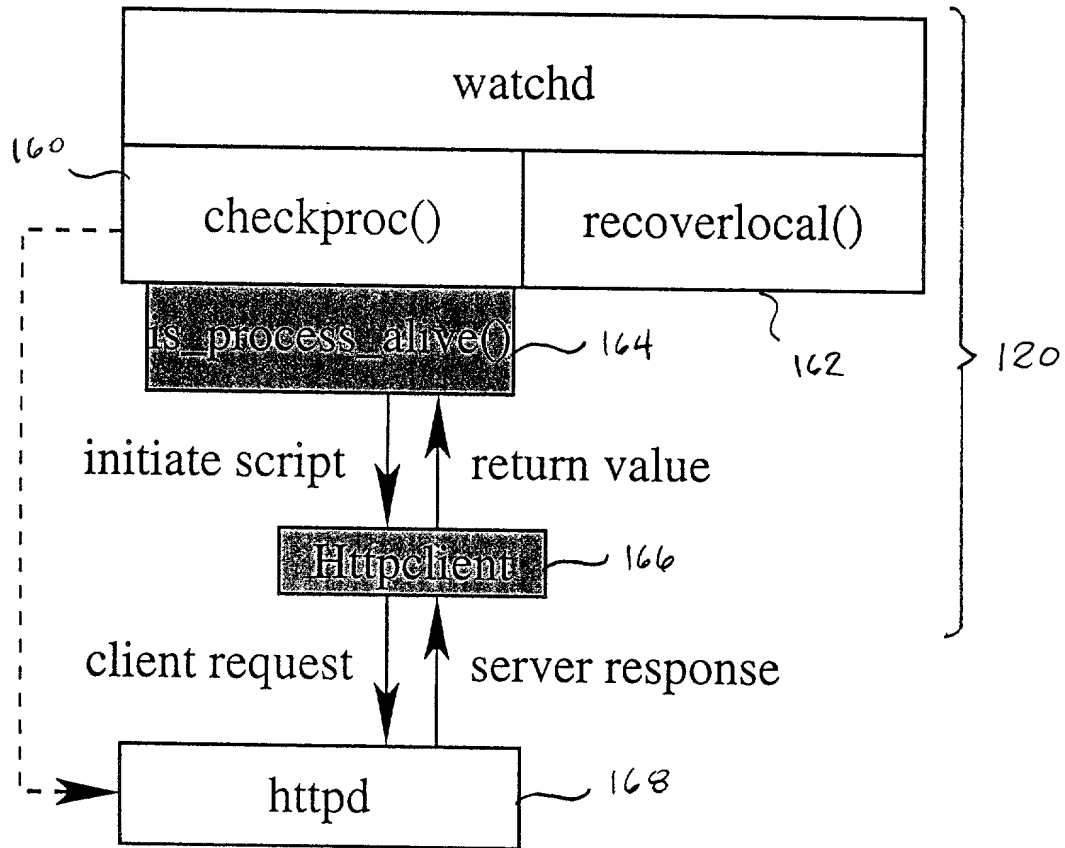 watchd
160
checkproc()
recoverlocal()
is_process_alive()
164
162
120
initiate script
return value
Httpclient
166
client request
server response
httpd
168